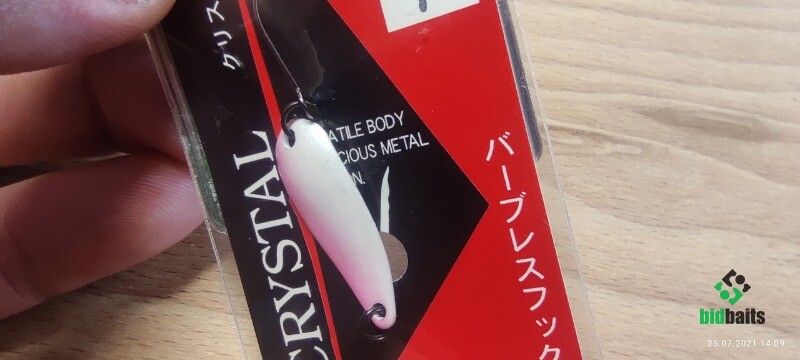 クリス
CRYSTAL
ATILE BODY
CIOUS METAL
N.
バーブレスフック
bidbaits
25.07.2021 14:09